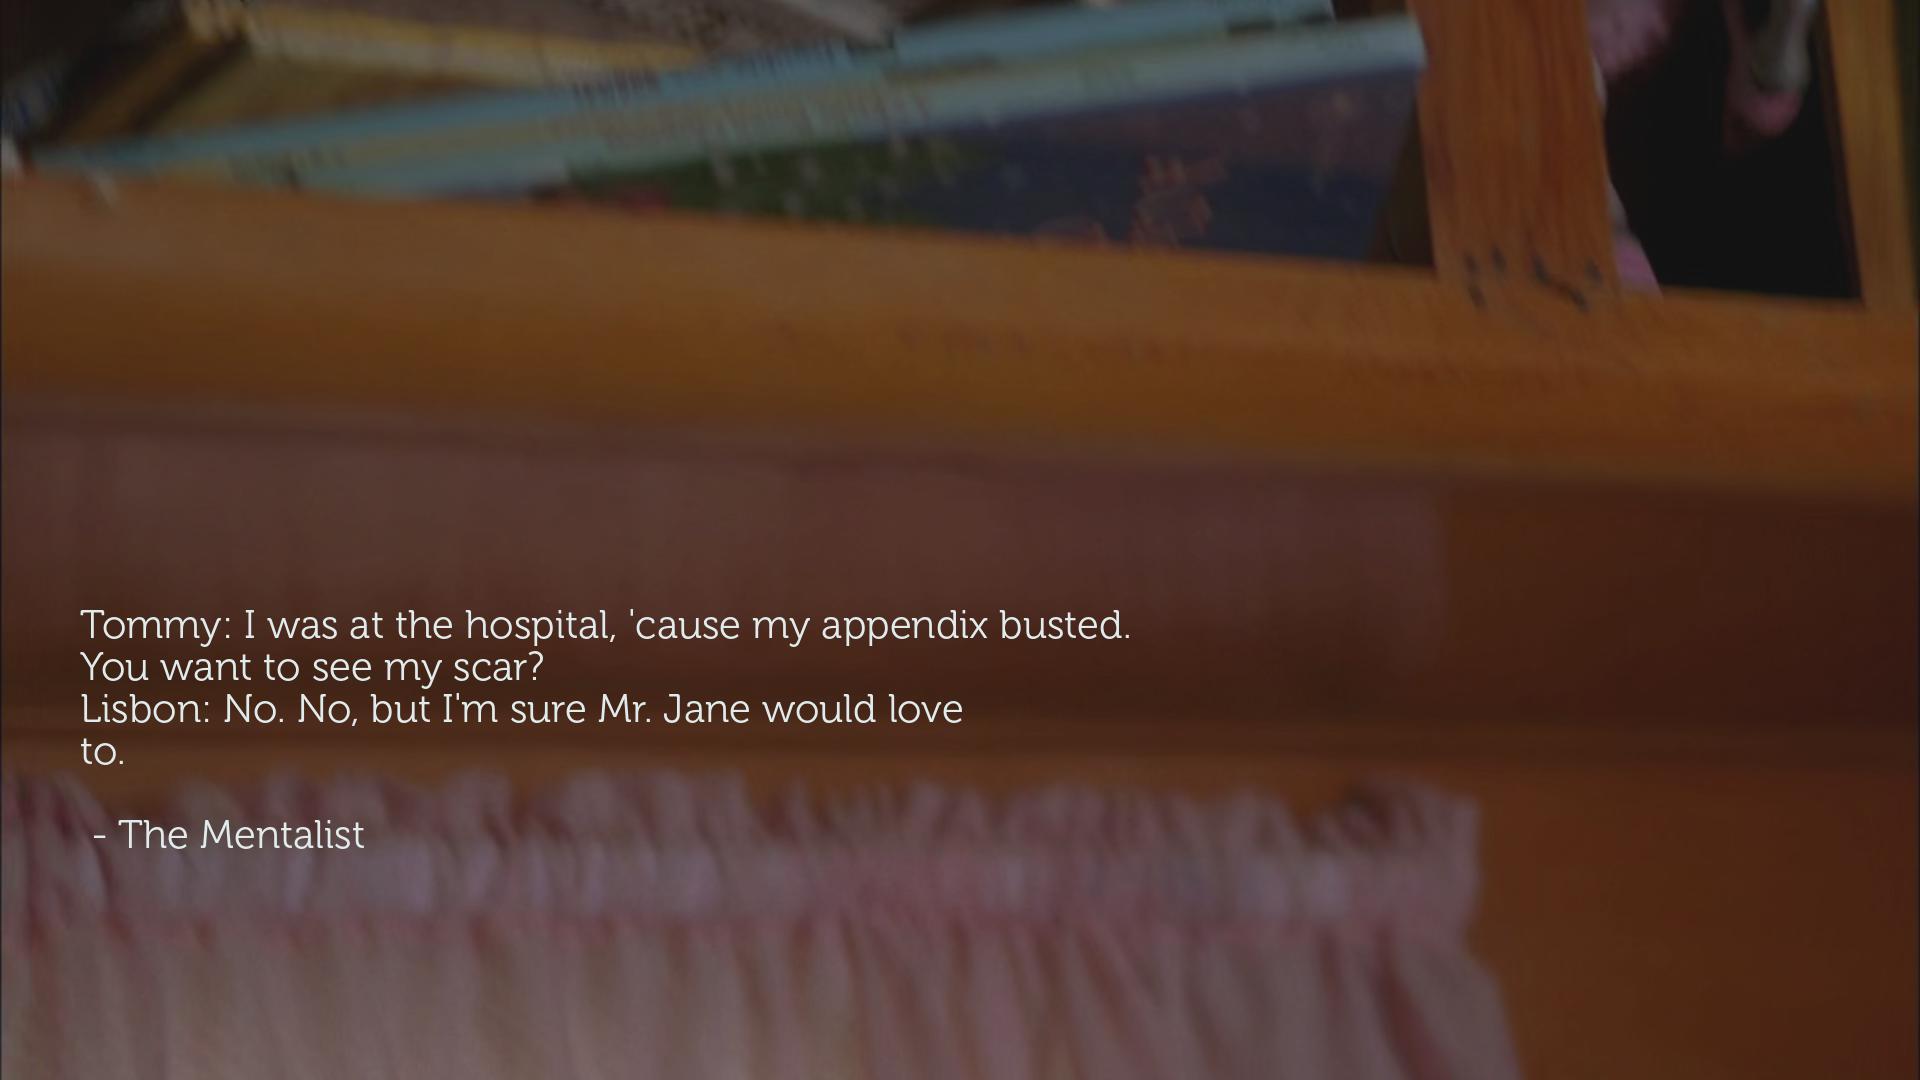 Tommy: I was at the hospital, 'cause my appendix busted.
You want to see my scar?
Lisbon: No. No, but I'm sure Mr. Jane would love
to.
- The Mentalist